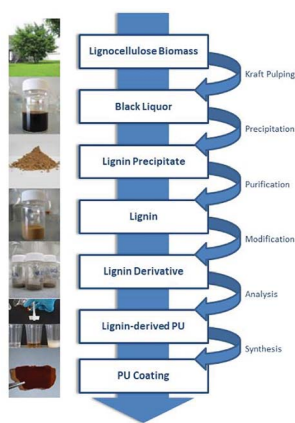 Lignocellulose Biomass
Kraft Pulping
Black Liquor
Precipitation
Lignin Precipitate
Purification
Lignin
Modification
Lignin Derivative
Analysis
Lignin-derived PU
Synthesis
PU Coating